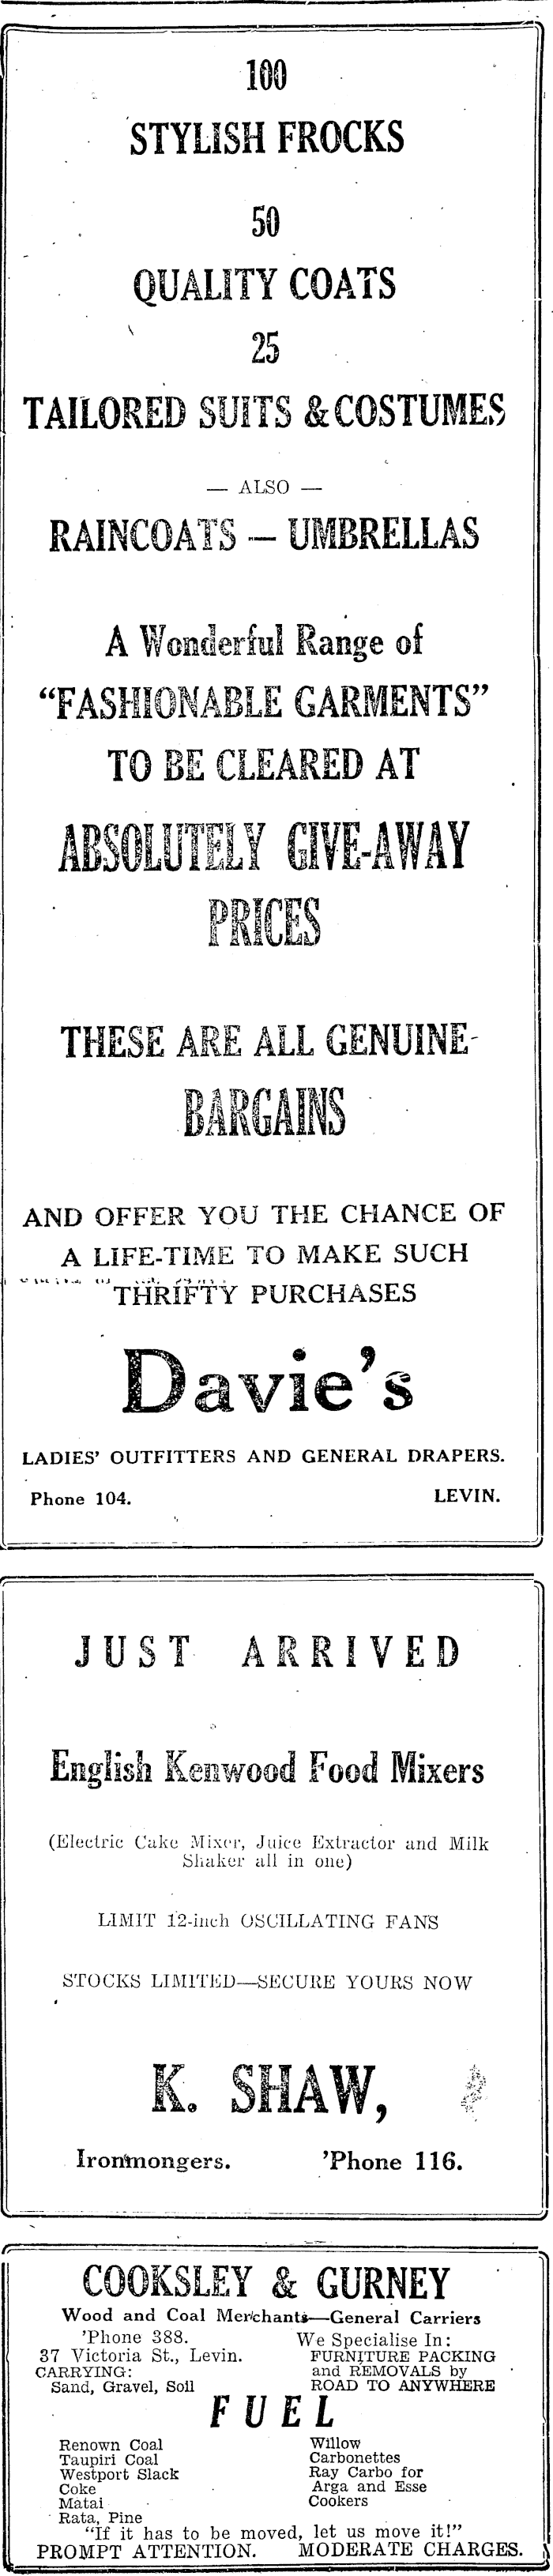 100
STYLISH FROCKS
50
QUALITY COATS
25
TAILORED SUITS & COSTUMES
— ALSO —
RAINCOATS — UMBRELLAS
A Wonderful Range of
“FASHIONABLE GARMENTS”
TO BE CLEARED AT
ABSOLUTELY GIVE-AWAY
PRICES
THESE ARE ALL GENUINE
BARGAINS
AND OFFER YOU THE CHANCE OF
A LIFE-TIME TO MAKE SUCH
THRIFTY PURCHASES
Davie’s
LADIES’ OUTFITTERS AND GENERAL DRAPERS.
Phone 104. LEVIN.
JUST ARRIVED
English Kenwood Food Mixers
(Electric Cake Mixer, Juice Extractor and Milk
Shaker all in one)
LIMIT 12-inch OSCILLATING FANS
STOCKS LIMITED—SECURE YOURS NOW
K. SHAW,
Ironmongers. ’Phone 116.
COOKSLEY & GURNEY
Wood and Coal Merchants—General Carriers
’Phone 388.
37 Victoria St., Levin.
CARRYING:
Sand, Gravel, Soil
We Specialise In:
FURNITURE PACKING
and REMOVALS by
ROAD TO ANYWHERE
FUEL
Renown Coal
Taupiri Coal
Westport Slack
Coke
Matai
Rata, Pine
Willow
Carbonettes
Ray Carbo for
Arga and Esse
Cookers
“If it has to be moved, let us move it!”
PROMPT ATTENTION. MODERATE CHARGES.